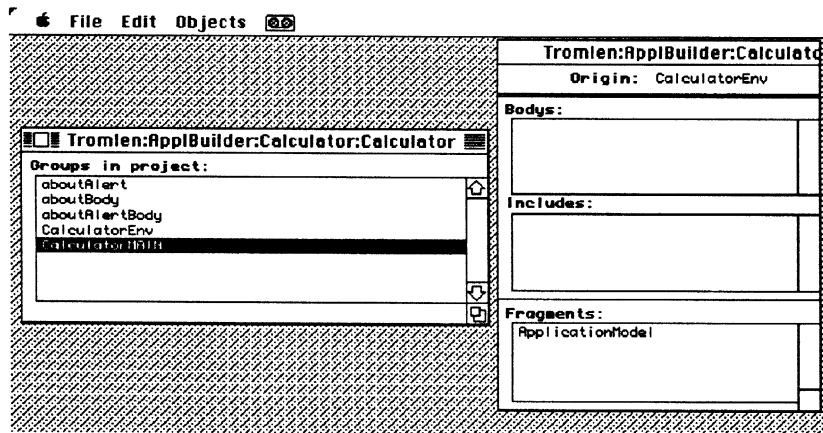 File Edit Objects
Tromlen:ApplBuilder:Calculator:Calculator
Groups in project:
aboutAlert
aboutBody
aboutAlertBody
CalculatorEnv
CalculatorMAIN
Tromlen:ApplBuilder:Calculato
Origin: CalculatorEnv
Bodys:
Includes:
Fragments:
ApplicationModel